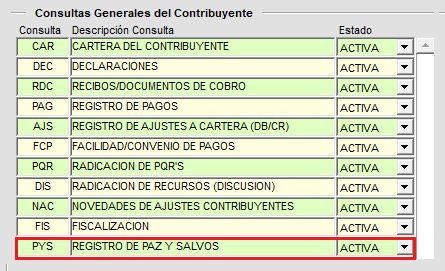 Consultas Generales del Contribuyente
Consulta Descripción Consulta Estado
CAR CARTERA DEL CONTRIBUYENTE ACTIVA
DEC DECLARACIONES ACTIVA
RDC RECIBOS/DOCUMENTOS DE COBRO ACTIVA
PAG REGISTRO DE PAGOS ACTIVA
AJS REGISTRO DE AJUSTES A CARTERA (DB/CR) ACTIVA
FCP FACILIDAD/CONVENIO DE PAGOS ACTIVA
PQR RADICACION DE PQR'S ACTIVA
DIS RADICACION DE RECURSOS (DISCUSION) ACTIVA
NAC NOVEDADES DE AJUSTES CONTRIBUYENTES ACTIVA
FIS FISCALIZACION ACTIVA
PYS REGISTRO DE PAZ Y SALVOS ACTIVA